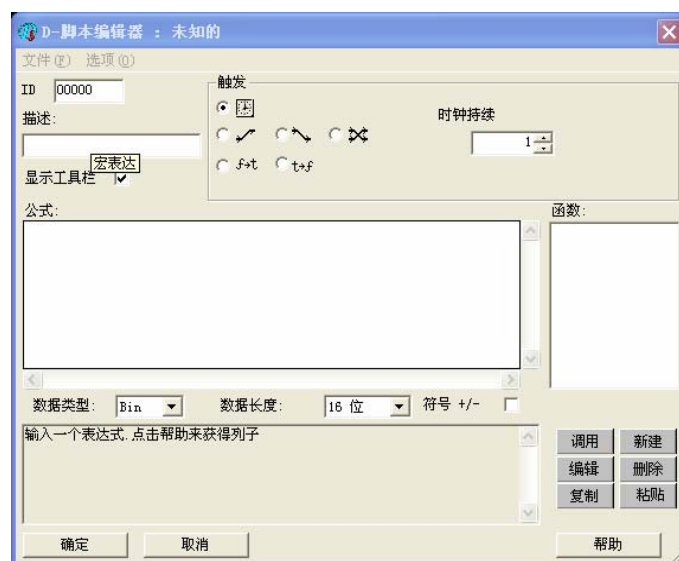 D-脚本编辑器 : 未知的
文件(F) 选项(O)
ID 00000
触发
描述:
时钟持续
1
宏表达
f→t t→f
显示工具栏
公式:
函数:
数据类型: Bin 数据长度: 16 位 符号 +/-
输入一个表达式.点击帮助来获得列子
调用 新建
编辑 删除
复制 粘贴
确定 取消 帮助